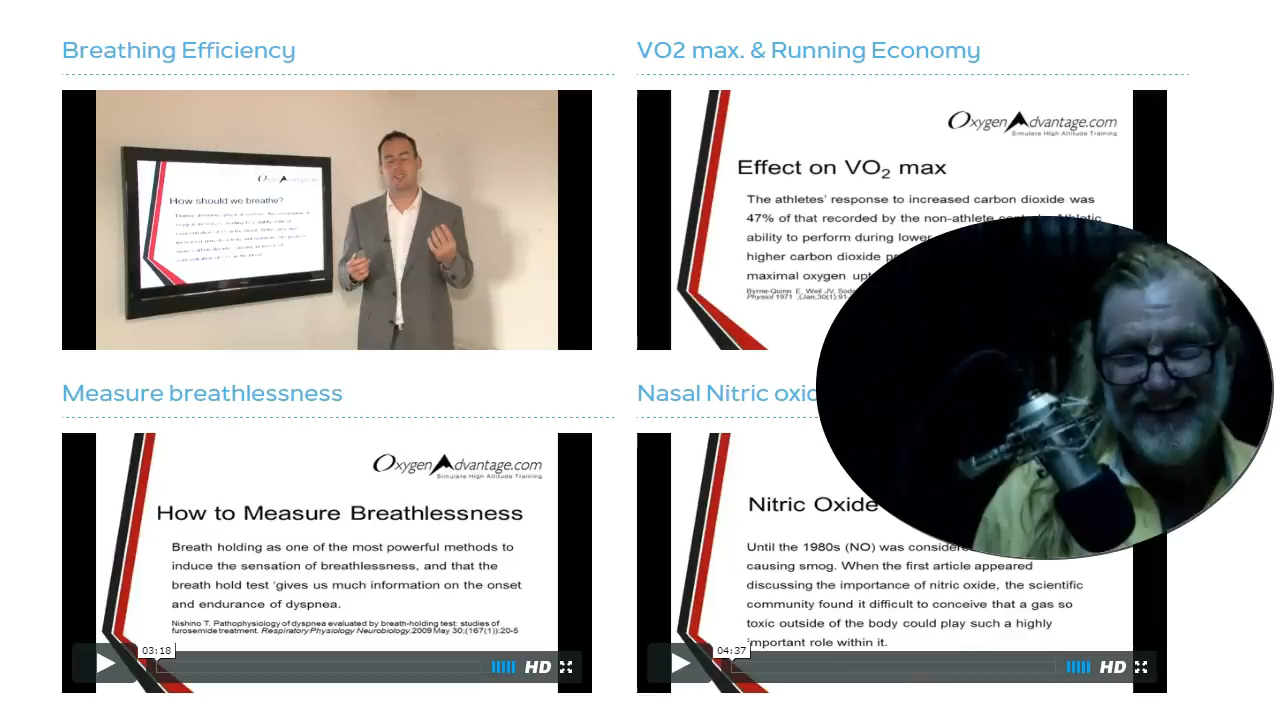 Breathing Efficiency
VO2 max. & Running Economy
OxygenAdvantage.com
How should we breathe?
OxygenAdvantage.com
Simulate High Altitude Training
Effect on VO2 max
The athletes' response to increased carbon dioxide was
47% of that recorded by the non-athlete
ability to perform during lower
higher carbon dioxide
maximal oxygen
Byrne-Quinn E, Weil JV,
Physiol 1971
Measure breathlessness
Nasal Nitric
OxygenAdvantage.com
Simulate High Altitude Training
How to Measure Breathlessness
Breath holding as one of the most powerful methods to
induce the sensation of breathlessness, and that the
breath hold test 'gives us much information on the onset
and endurance of dyspnea.
Nishino T. Pathophysiology of dyspnea evaluated by breath-holding test: studies of
furosemide treatment. Respiratory Physiology Neurobiology.2009 May 30;(167(1)):20-5
03:18
HD
Nitric Oxide
Until the 1980s (NO) was
causing smog. When the first article appeared
discussing the importance of nitric oxide, the scientific
community found it difficult to conceive that a gas so
toxic outside of the body could play such a highly
important role within it.
04:37
HD